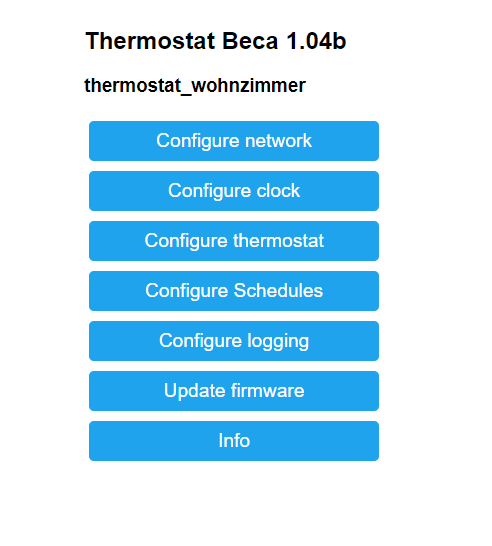 Thermostat Beca 1.04b
thermostat_wohnzimmer
Configure network
Configure clock
Configure thermostat
Configure Schedules
Configure logging
Update firmware
Info